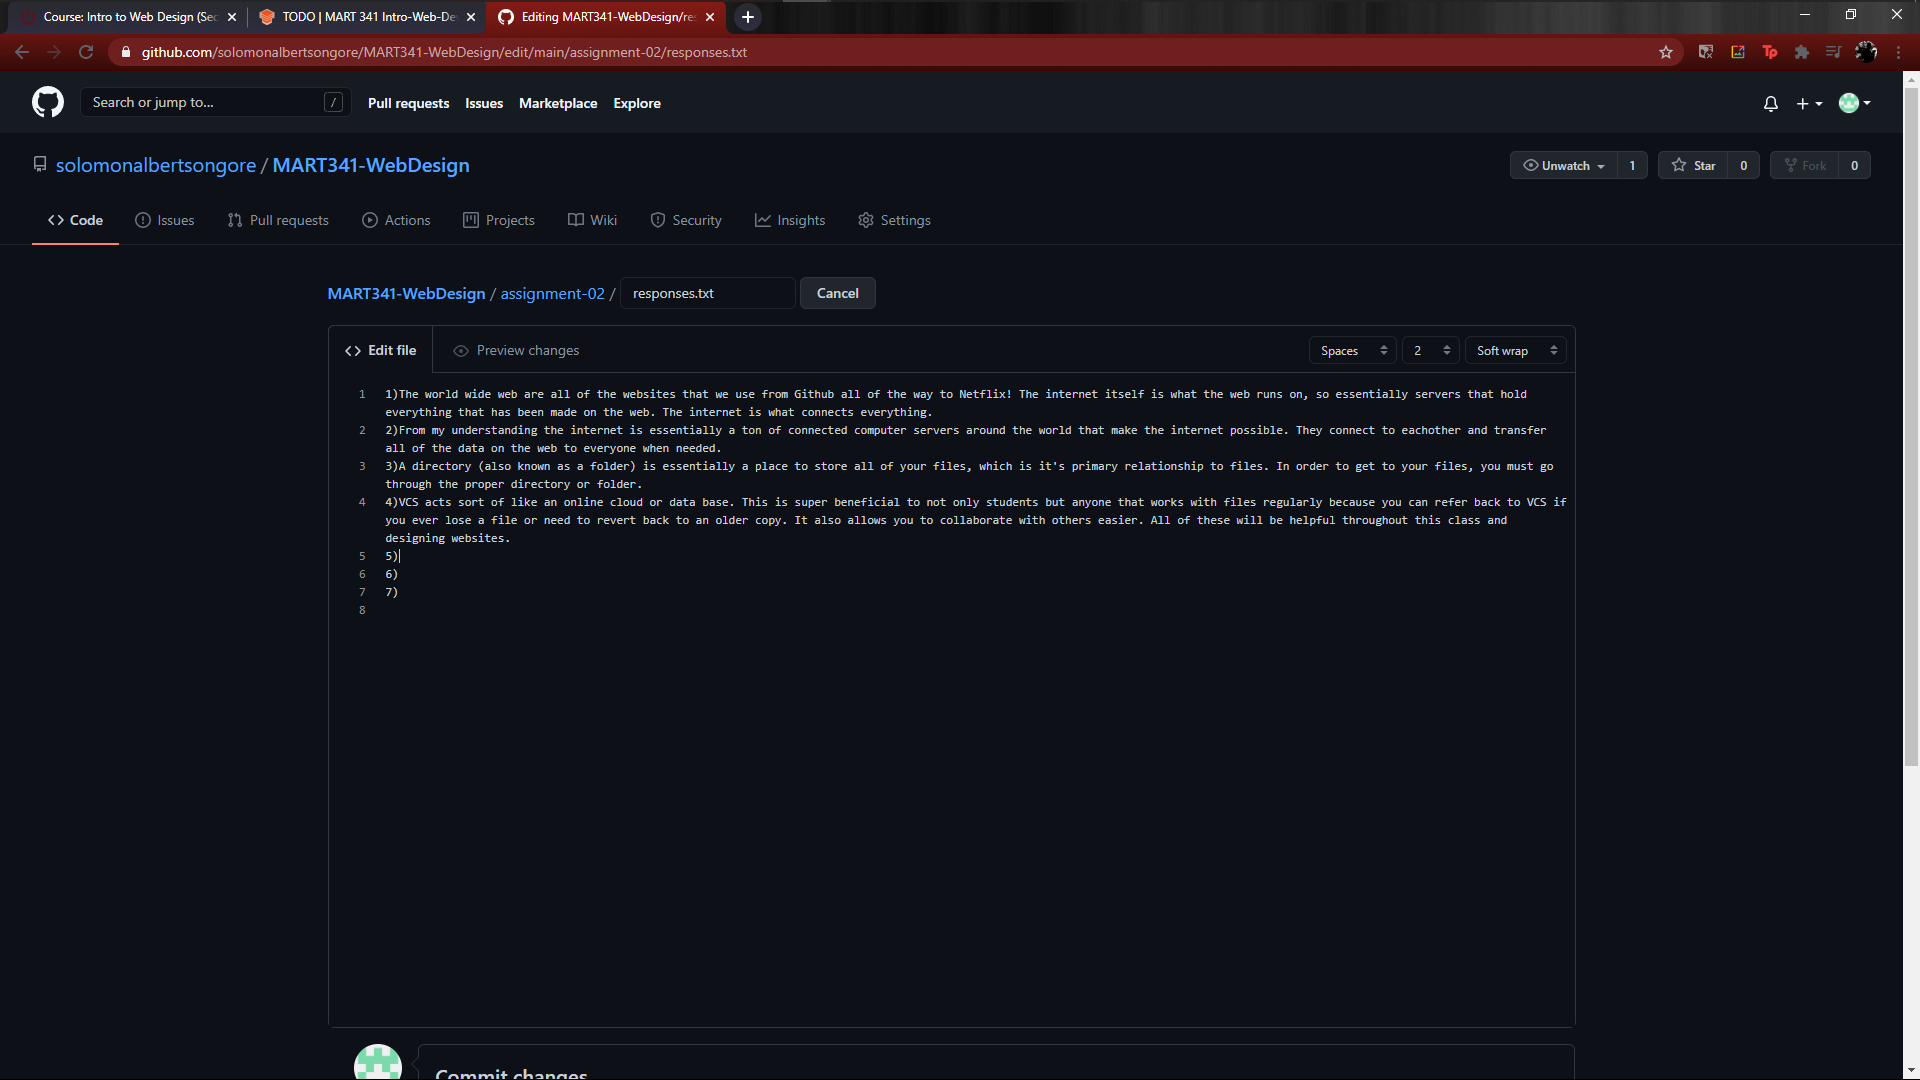 Course: Intro to Web Design (Sec
TODO | MART 341 Intro-Web-De
Editing MART341-WebDesign/res
github.com/solomonalbertsongore/MART341-WebDesign/edit/main/assignment-02/responses.txt
Tp
Search or jump to...
/
Pull requests
Issues
Marketplace
Explore
solomonalbertsongore / MART341-WebDesign
Unwatch 1
Star 0
Fork 0
Code
Issues
Pull requests
Actions
Projects
Wiki
Security
Insights
Settings
MART341-WebDesign / assignment-02 / responses.txt
Cancel
Edit file
Preview changes
Spaces
2
Soft wrap
1 1)The world wide web are all of the websites that we use from Github all of the way to Netflix! The internet itself is what the web runs on, so essentially servers that hold
everything that has been made on the web. The internet is what connects everything.
2 2)From my understanding the internet is essentially a ton of connected computer servers around the world that make the internet possible. They connect to eachother and transfer
all of the data on the web to everyone when needed.
3 3)A directory (also known as a folder) is essentially a place to store all of your files, which is it's primary relationship to files. In order to get to your files, you must go
through the proper directory or folder.
4 4)VCS acts sort of like an online cloud or data base. This is super beneficial to not only students but anyone that works with files regularly because you can refer back to VCS if
you ever lose a file or need to revert back to an older copy. It also allows you to collaborate with others easier. All of these will be helpful throughout this class and
designing websites.
5 5)
6 6)
7 7)
8
Commit changes